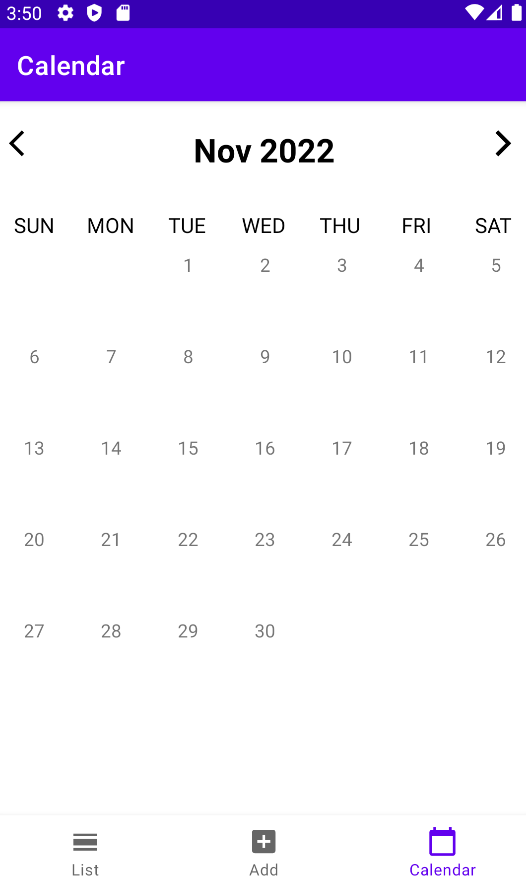 3:50
Calendar
Nov 2022
SUN MON TUE WED THU FRI SAT
1 2 3 4 5
6 7 8 9 10 11 12
13 14 15 16 17 18 19
20 21 22 23 24 25 26
27 28 29 30
List Add Calendar